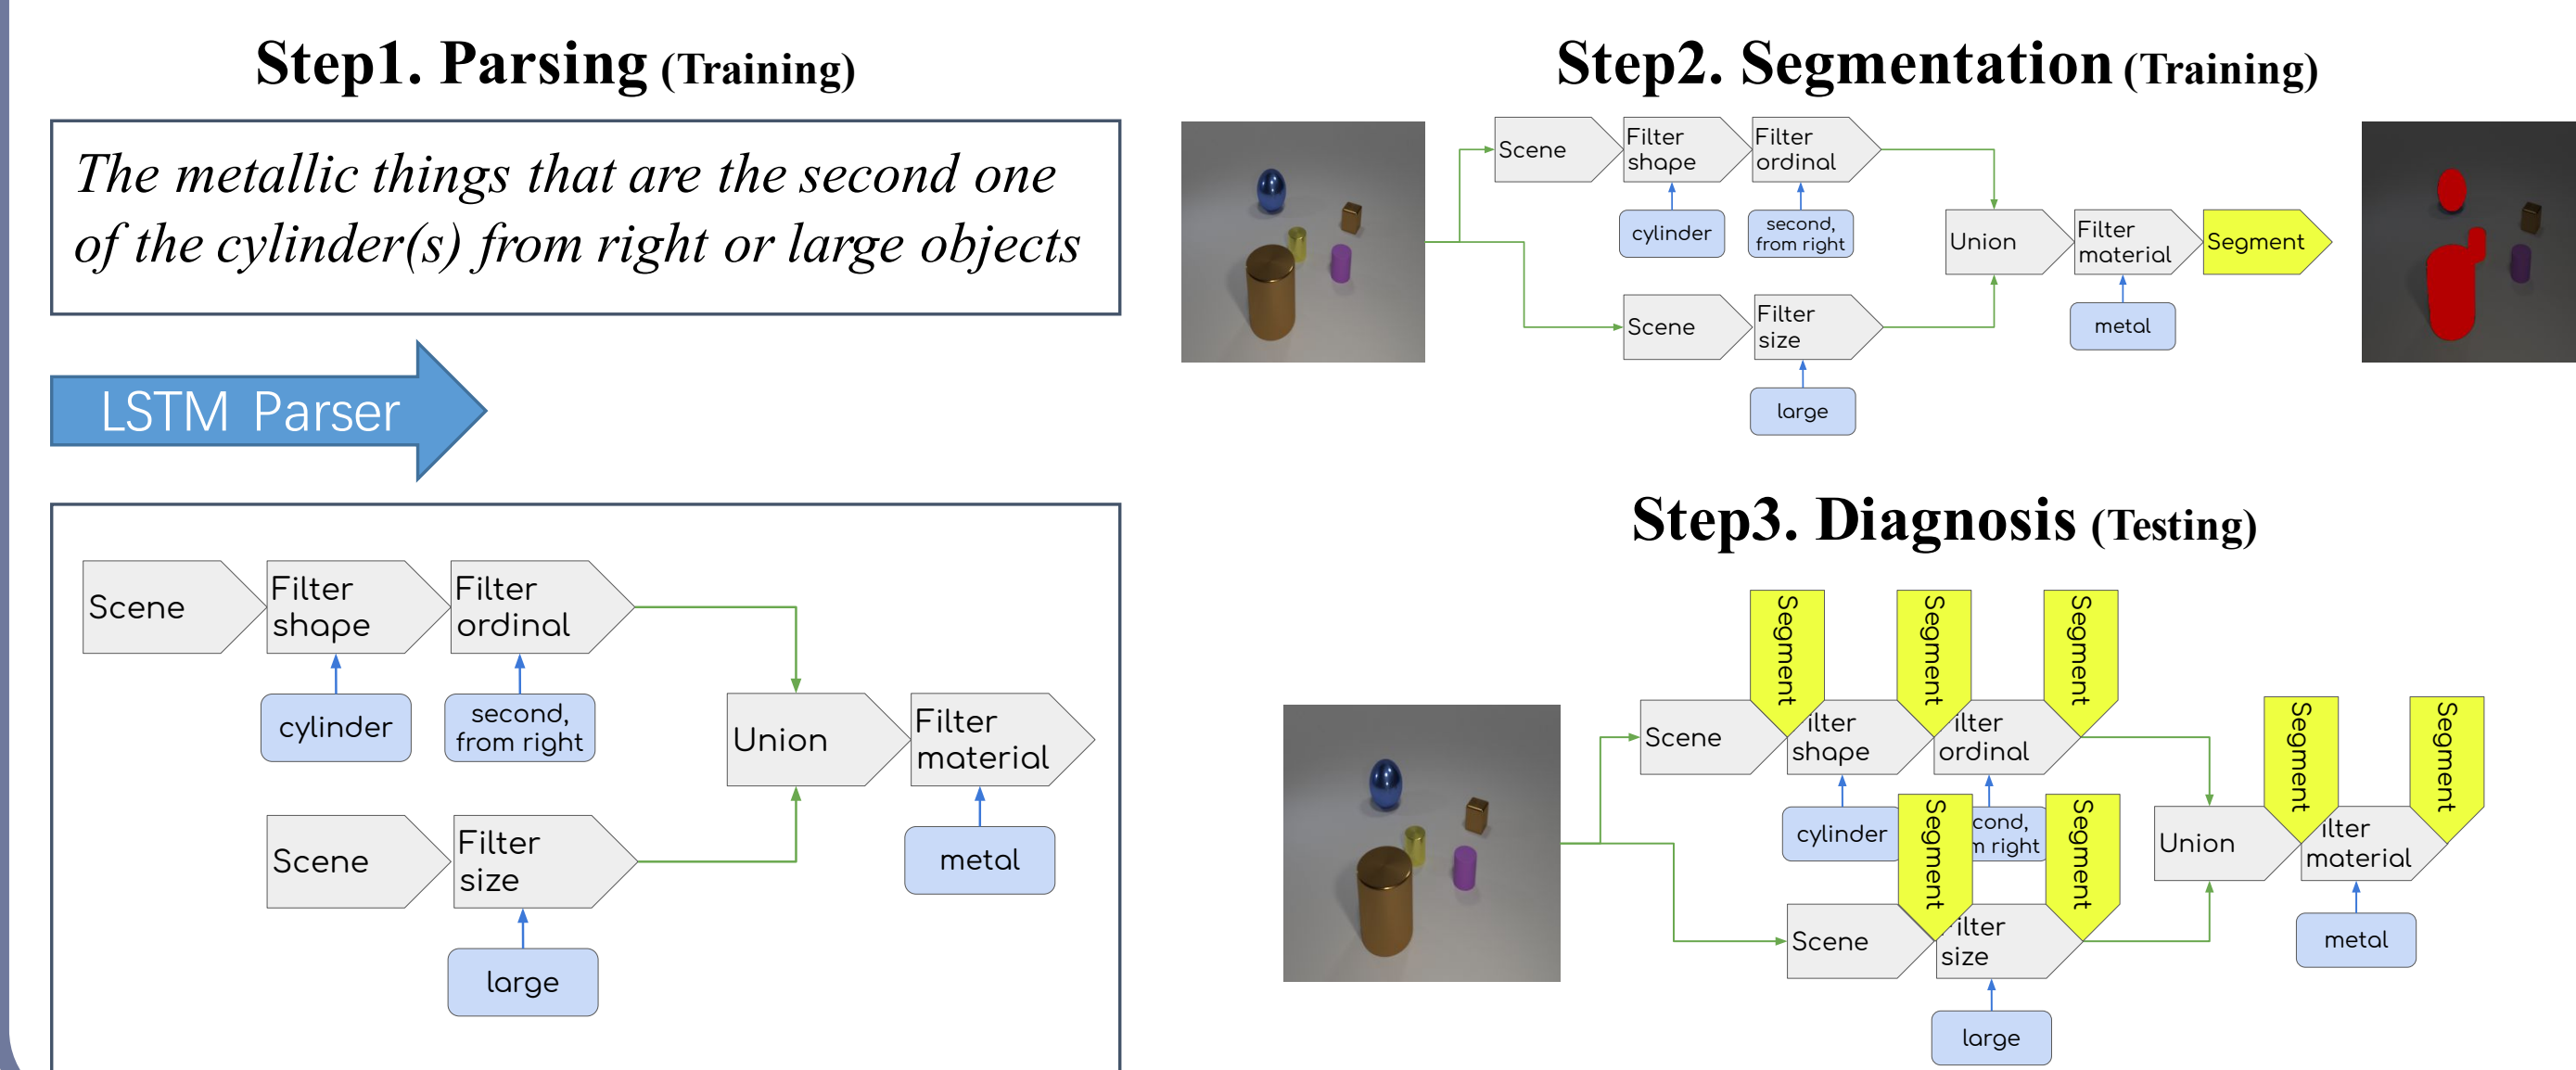 Step1. Parsing (Training)
The metallic things that are the second one
of the cylinder(s) from right or large objects
LSTM Parser
Scene
Filter
shape
Filter
ordinal
cylinder
second,
from right
Union
Filter
material
Scene
Filter
size
metal
large
Step2. Segmentation (Training)
Scene
Filter
shape
Filter
ordinal
cylinder
second,
from right
Union
Filter
material
Segment
Scene
Filter
size
metal
large
Step3. Diagnosis (Testing)
Segment
Segment
Segment
Segment
Segment
Scene
ilter
shape
ilter
ordinal
cylinder
Segment
cond,
m right
Segment
Union
ilter
material
Scene
ilter
size
metal
large